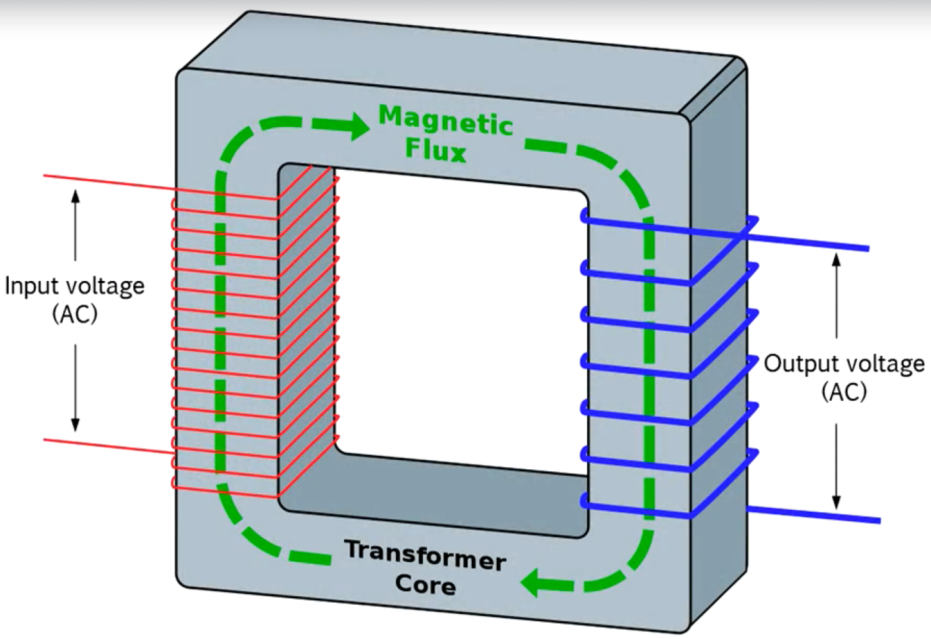 Magnetic
Flux
Input voltage
(AC)
Output voltage
(AC)
Transformer
Core